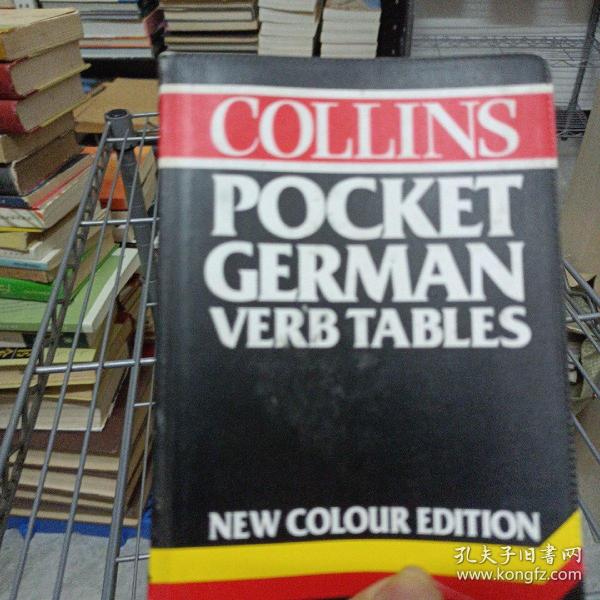 COLLINS
POCKET
GERMAN
VERB TABLES
NEW COLOUR EDITION
孔夫子旧书网
www.kongfz.com